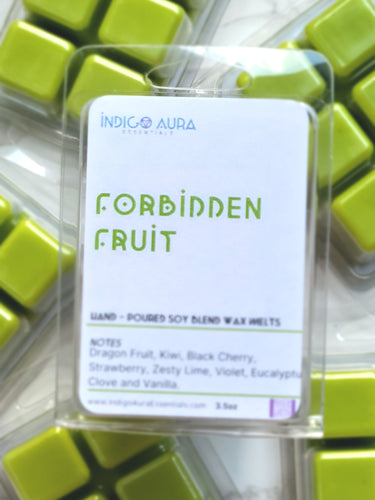 iNDIGO AURA
ESSENTIALS
FORBiDDEN
FRUiT
HAND - POURED SOY BLEND WAX MELTS
NOTES
Dragon Fruit, Kiwi, Black Cherry,
Strawberry, Zesty Lime, Violet, Eucalyptu
Clove and Vanilla.
www.indigoAuraEssentials.com 3.5oz